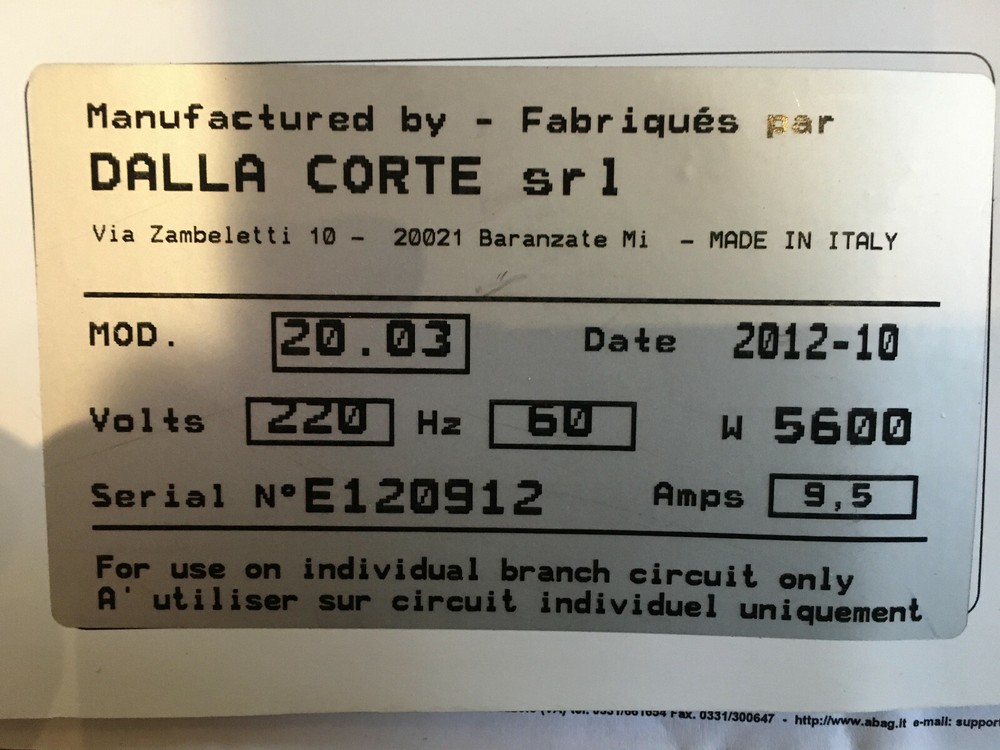 Manufactured by - Fabriqués par
DALLA CORTE srl
Via Zambeletti 10 - 20021 Baranzate Mi - MADE IN ITALY
MOD. 20.03 Date 2012-10
Volts 220 Hz 60 W 5600
Serial N° E120912 Amps 9,5
For use on individual branch circuit only
A' utiliser sur circuit individuel uniquement
Fax. 0331/300647 - http://www.abag.it e-mail: support